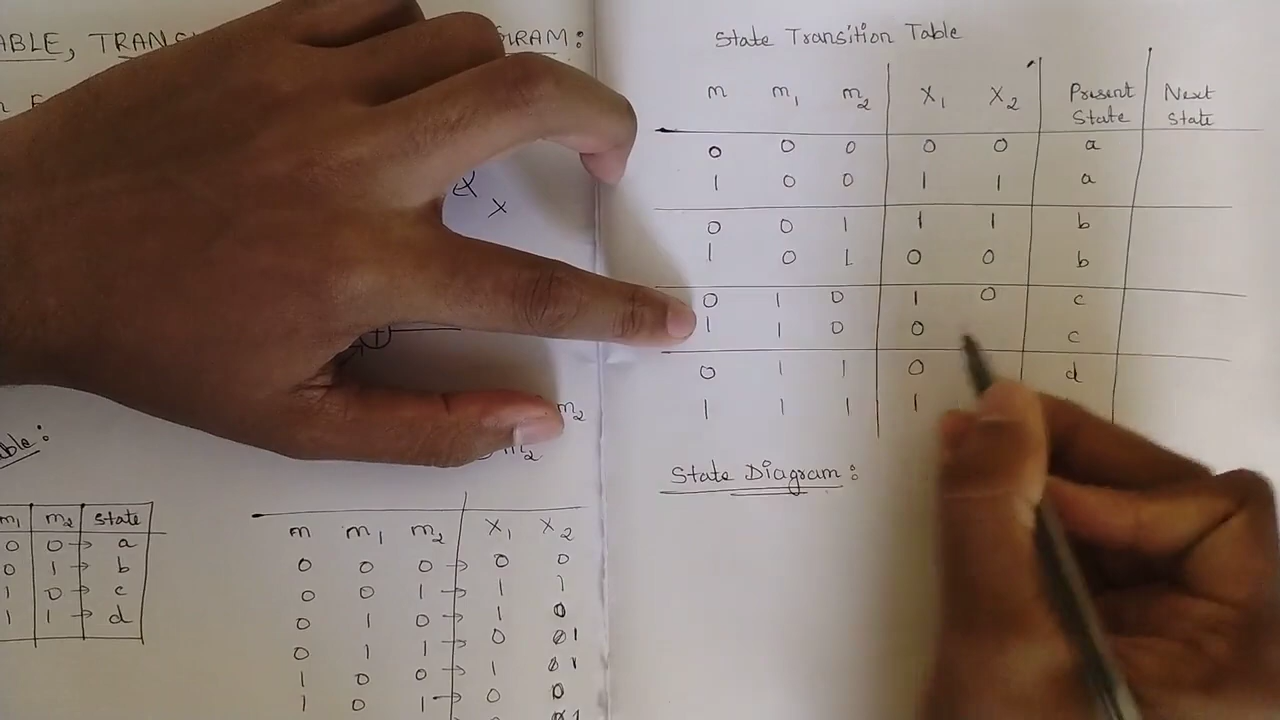 ABLE, TRANS GRAM:
State Transition Table
m m1 m2 X1 X2 Present State Next State
0 0 0 0 0 a
1 0 0 1 1 a
0 0 1 1 1 b
1 0 1 0 0 b
0 1 0 1 0 c
1 1 0 0 c
0 1 1 0 d
1 1 1 1
x
m2
m2
State Diagram:
able:
m1 m2 state
0 0 → a
0 1 → b
1 0 → c
1 1 → d
m m1 m2 X1 X2
0 0 0 → 0 0
0 0 1 → 1 1
0 1 0 → 1 0
0 1 1 → 0 1
1 0 0 → 1 1
1 0 1 → 0 0